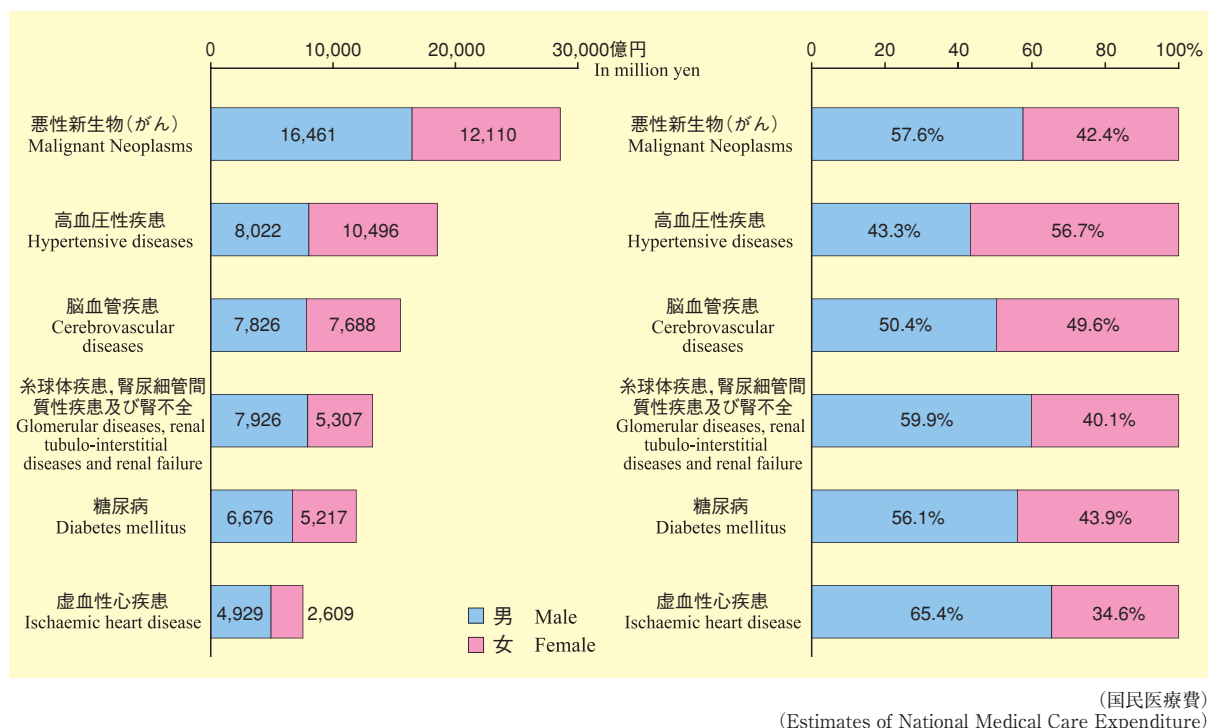 0 10,000 20,000 30,000億円
In million yen
悪性新生物(がん)
Malignant Neoplasms
16,461 12,110
高血圧性疾患
Hypertensive diseases
8,022 10,496
脳血管疾患
Cerebrovascular
diseases
7,826 7,688
糸球体疾患,腎尿細管間
質性疾患及び腎不全
Glomerular diseases, renal
tubulo-interstitial
diseases and renal failure
7,926 5,307
糖尿病
Diabetes mellitus
6,676 5,217
虚血性心疾患
Ischaemic heart disease
4,929 2,609
男 Male
女 Female
0 20 40 60 80 100%
悪性新生物(がん)
Malignant Neoplasms
57.6% 42.4%
高血圧性疾患
Hypertensive diseases
43.3% 56.7%
脳血管疾患
Cerebrovascular
diseases
50.4% 49.6%
糸球体疾患,腎尿細管間
質性疾患及び腎不全
Glomerular diseases, renal
tubulo-interstitial
diseases and renal failure
59.9% 40.1%
糖尿病
Diabetes mellitus
56.1% 43.9%
虚血性心疾患
Ischaemic heart disease
65.4% 34.6%
(国民医療費)
(Estimates of National Medical Care Expenditure)